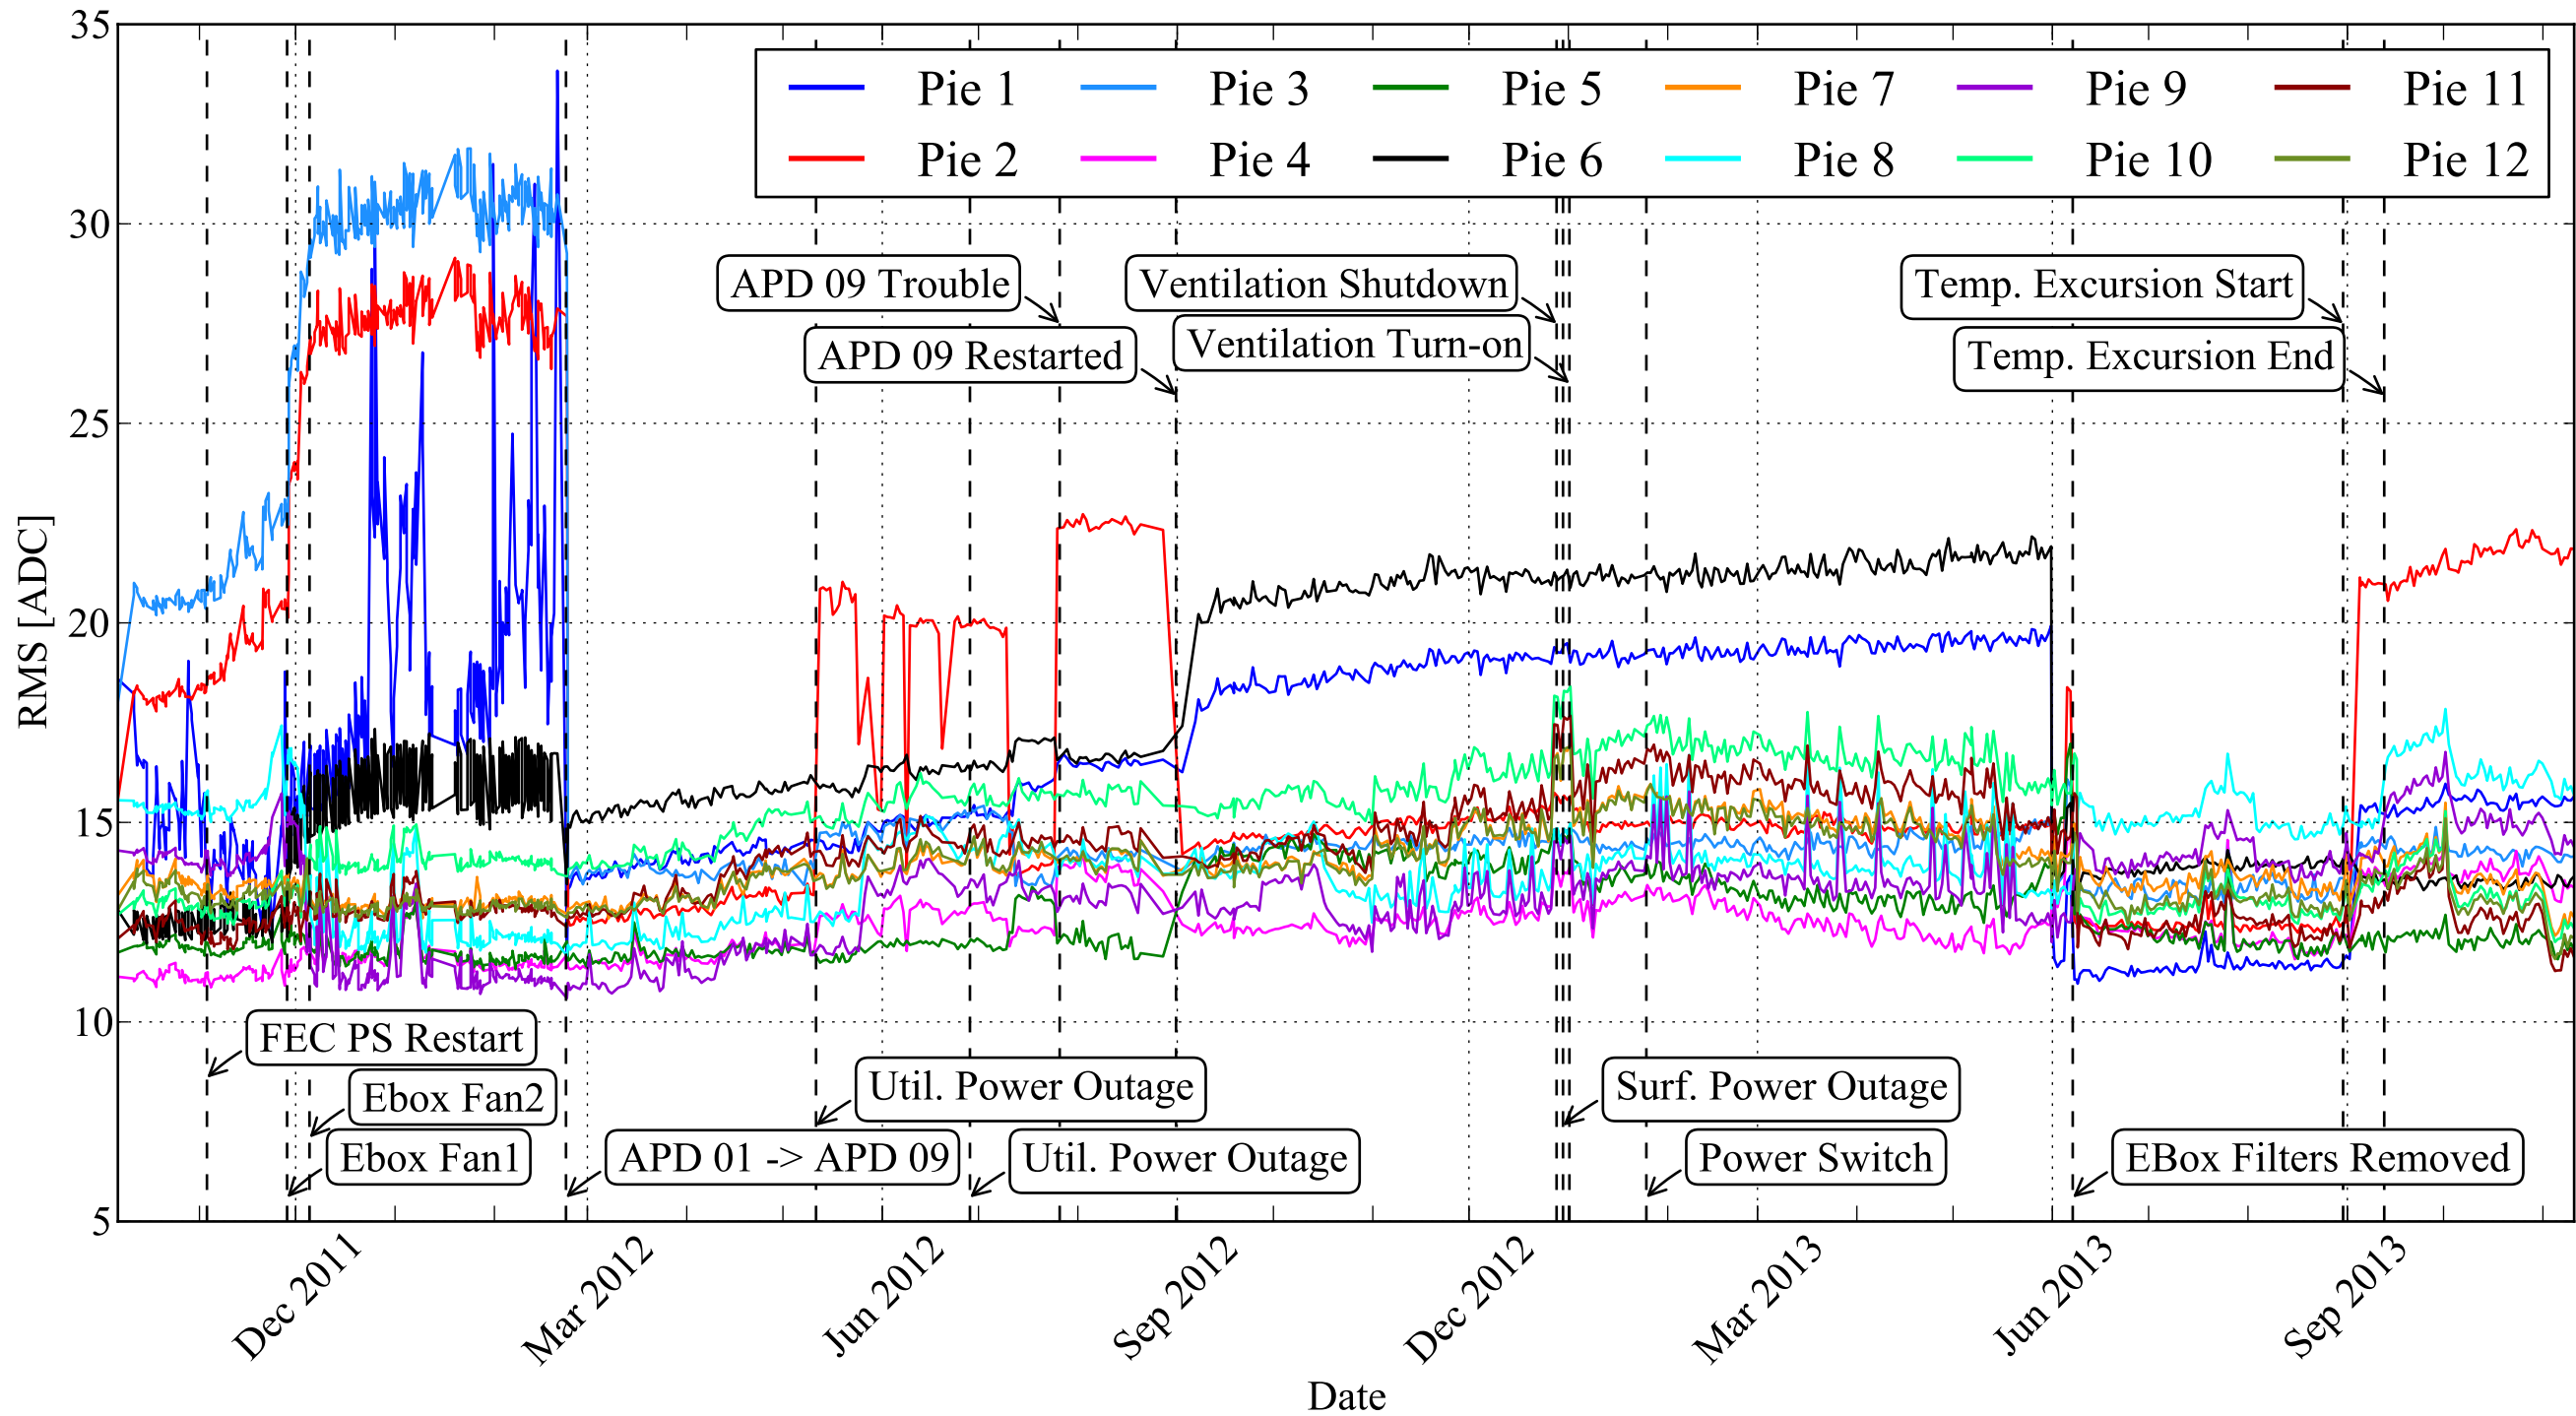 35
30
25
20
15
10
5
RMS [ADC]
Pie 1
Pie 3
Pie 5
Pie 7
Pie 9
Pie 11
Pie 2
Pie 4
Pie 6
Pie 8
Pie 10
Pie 12
APD 09 Trouble
APD 09 Restarted
Ventilation Shutdown
Ventilation Turn-on
Temp. Excursion Start
Temp. Excursion End
FEC PS Restart
Ebox Fan2
Ebox Fan1
Util. Power Outage
APD 01 -> APD 09
Util. Power Outage
Surf. Power Outage
Power Switch
EBox Filters Removed
Dec 2011
Mar 2012
Jun 2012
Sep 2012
Dec 2012
Mar 2013
Jun 2013
Sep 2013
Date